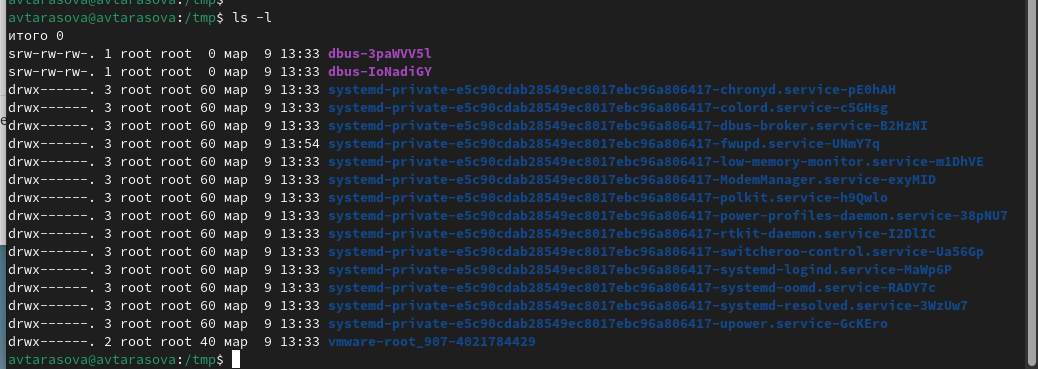 avtarasova@avtarasova:/tmp$
avtarasova@avtarasova:/tmp$ ls -l
итого 0
srw-rw-rw-. 1 root root  0 мар  9 13:33 dbus-3paWVV5l
srw-rw-rw-. 1 root root  0 мар  9 13:33 dbus-IoNadiGY
drwx------. 3 root root 60 мар  9 13:33 systemd-private-e5c90cdab28549ec8017ebc96a806417-chronyd.service-pE0hAH
drwx------. 3 root root 60 мар  9 13:33 systemd-private-e5c90cdab28549ec8017ebc96a806417-colord.service-c5GHsg
drwx------. 3 root root 60 мар  9 13:33 systemd-private-e5c90cdab28549ec8017ebc96a806417-dbus-broker.service-B2HzNI
drwx------. 3 root root 60 мар  9 13:54 systemd-private-e5c90cdab28549ec8017ebc96a806417-fwupd.service-UNmY7q
drwx------. 3 root root 60 мар  9 13:33 systemd-private-e5c90cdab28549ec8017ebc96a806417-low-memory-monitor.service-m1DhVE
drwx------. 3 root root 60 мар  9 13:33 systemd-private-e5c90cdab28549ec8017ebc96a806417-ModemManager.service-exyMID
drwx------. 3 root root 60 мар  9 13:33 systemd-private-e5c90cdab28549ec8017ebc96a806417-polkit.service-h9Qwlo
drwx------. 3 root root 60 мар  9 13:33 systemd-private-e5c90cdab28549ec8017ebc96a806417-power-profiles-daemon.service-38pNU7
drwx------. 3 root root 60 мар  9 13:33 systemd-private-e5c90cdab28549ec8017ebc96a806417-rtkit-daemon.service-I2DlIC
drwx------. 3 root root 60 мар  9 13:33 systemd-private-e5c90cdab28549ec8017ebc96a806417-switcheroo-control.service-Ua56Gp
drwx------. 3 root root 60 мар  9 13:33 systemd-private-e5c90cdab28549ec8017ebc96a806417-systemd-logind.service-MaWp6P
drwx------. 3 root root 60 мар  9 13:33 systemd-private-e5c90cdab28549ec8017ebc96a806417-systemd-oomd.service-RADY7c
drwx------. 3 root root 60 мар  9 13:33 systemd-private-e5c90cdab28549ec8017ebc96a806417-systemd-resolved.service-3WzUw7
drwx------. 3 root root 60 мар  9 13:33 systemd-private-e5c90cdab28549ec8017ebc96a806417-upower.service-GcKEro
drwx------. 2 root root 40 мар  9 13:33 vmware-root_907-4021784429
avtarasova@avtarasova:/tmp$